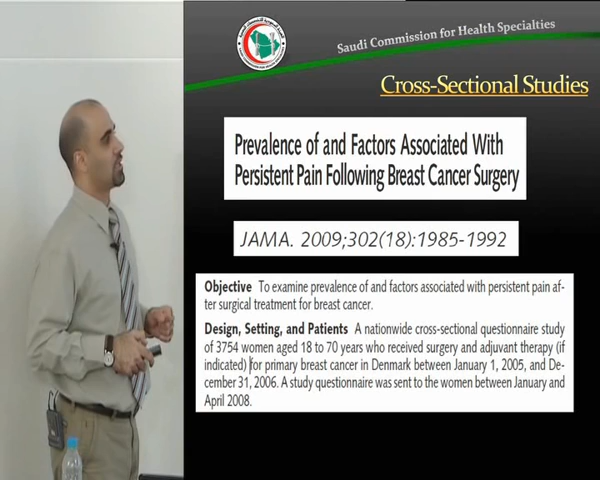 Saudi Commission for Health Specialties
Cross-Sectional Studies
Prevalence of and Factors Associated With
Persistent Pain Following Breast Cancer Surgery
JAMA. 2009;302(18):1985-1992
Objective To examine prevalence of and factors associated with persistent pain af-
ter surgical treatment for breast cancer.
Design, Setting, and Patients A nationwide cross-sectional questionnaire study
of 3754 women aged 18 to 70 years who received surgery and adjuvant therapy (if
indicated) for primary breast cancer in Denmark between January 1, 2005, and De-
cember 31, 2006. A study questionnaire was sent to the women between January and
April 2008.